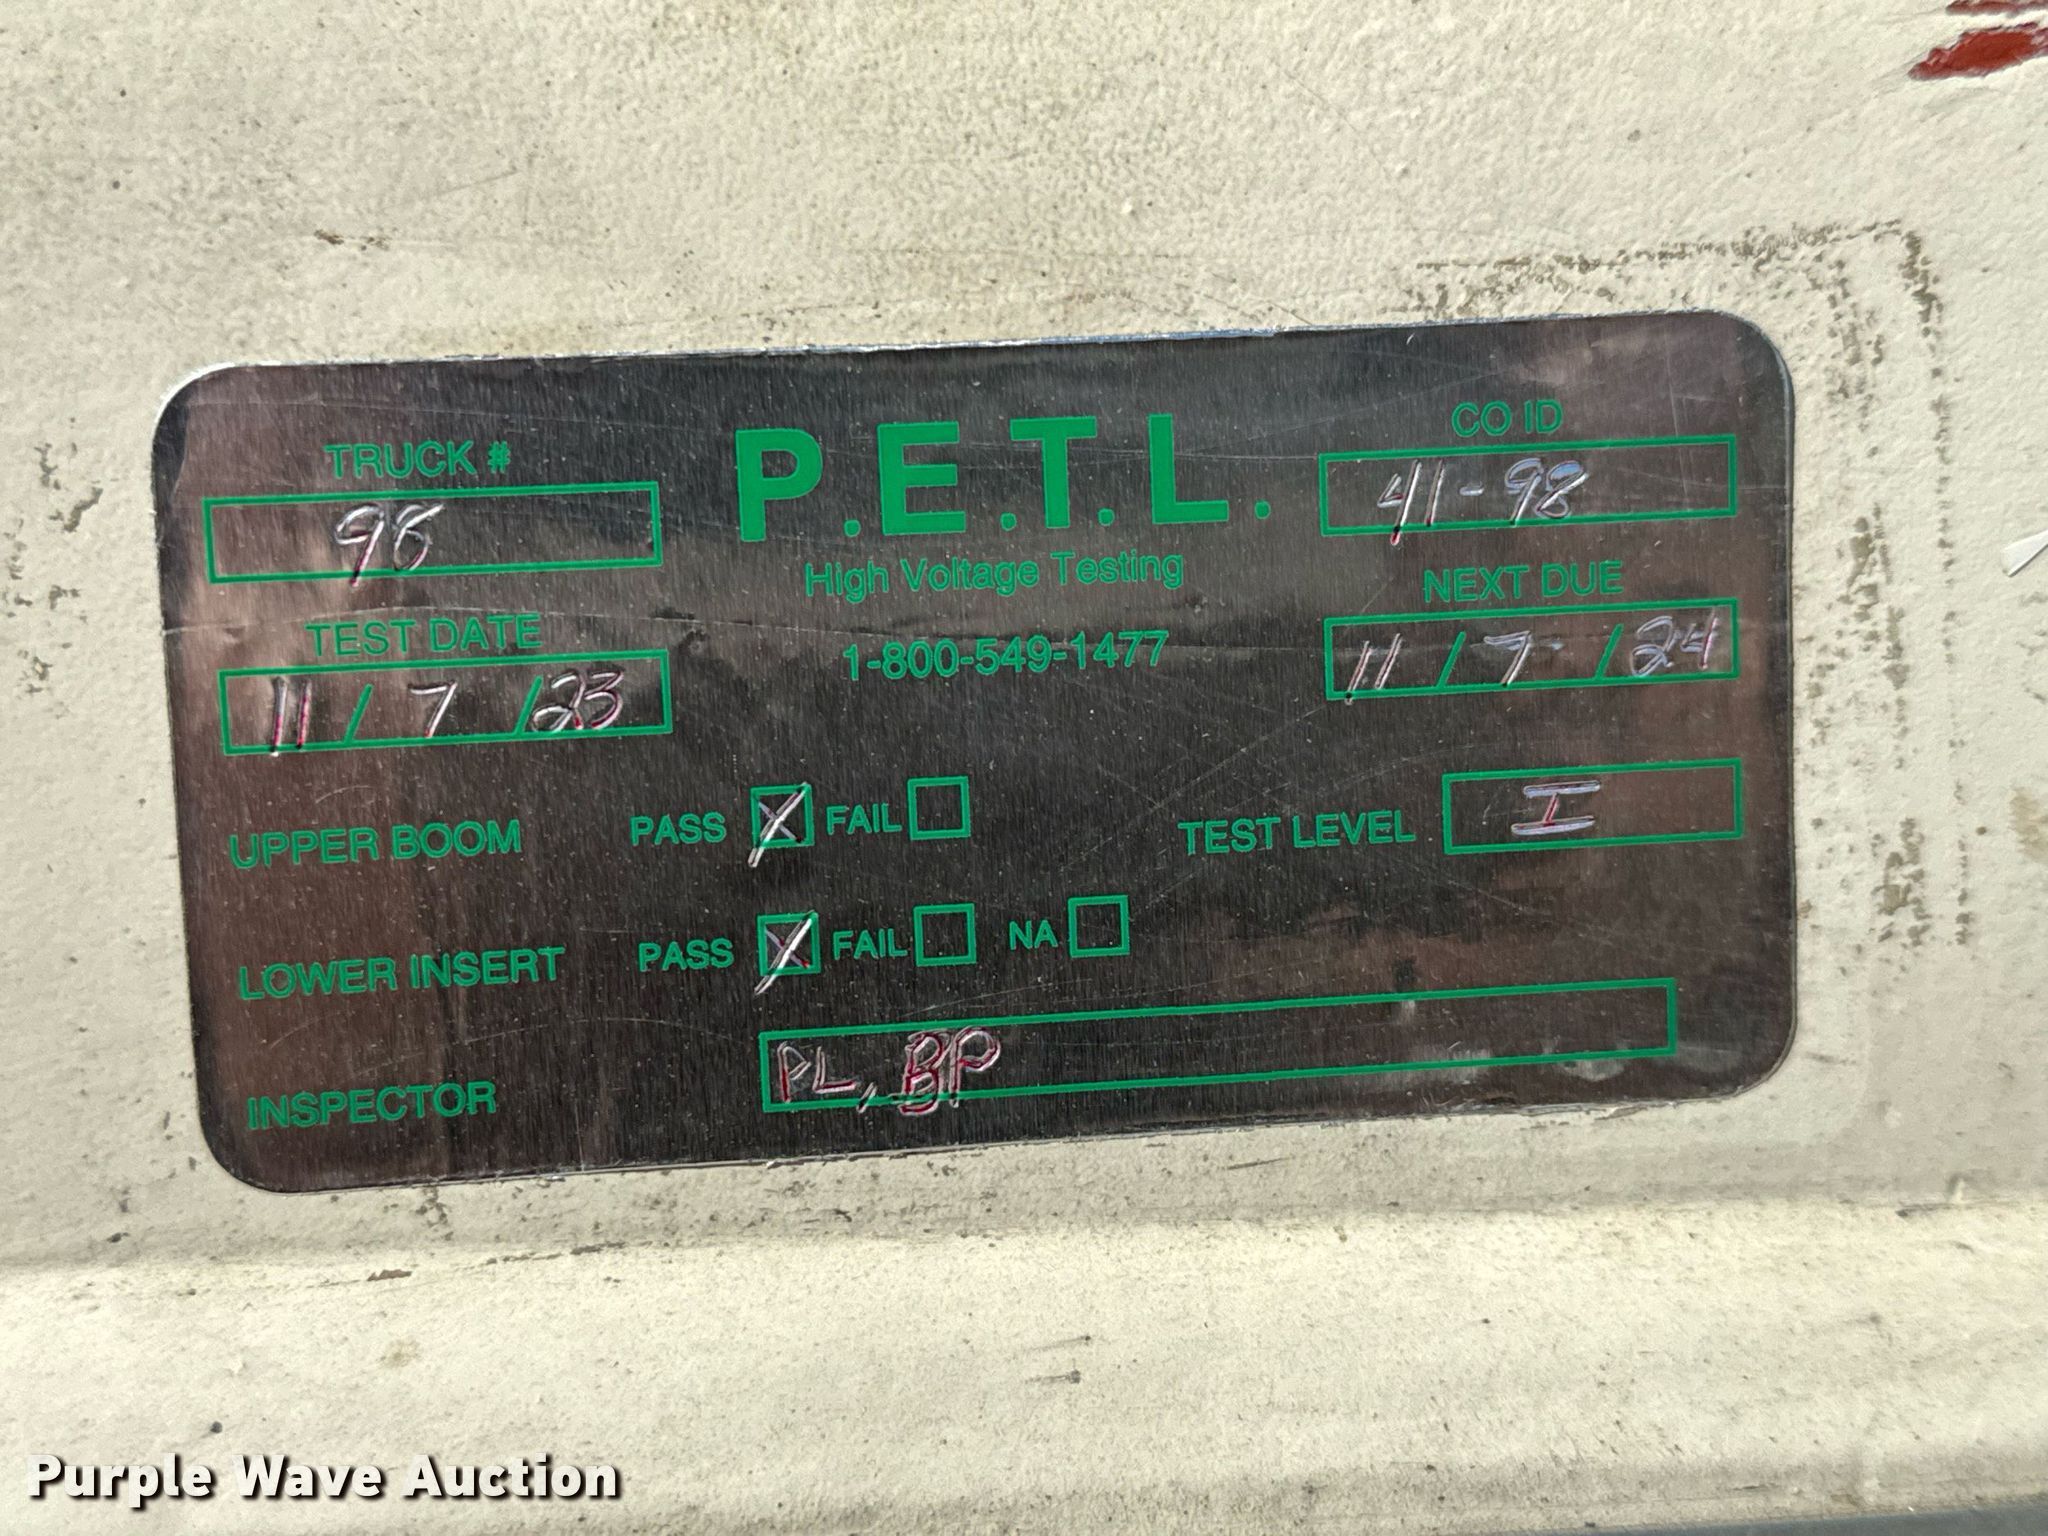 TRUCK #
98
P.E.T.L.
CO ID
41-98
High Voltage Testing
TEST DATE
11/7/23
1-800-549-1477
NEXT DUE
11/7/24
UPPER BOOM PASS X FAIL TEST LEVEL I
LOWER INSERT PASS X FAIL NA
INSPECTOR PL, BP
Purple Wave Auction